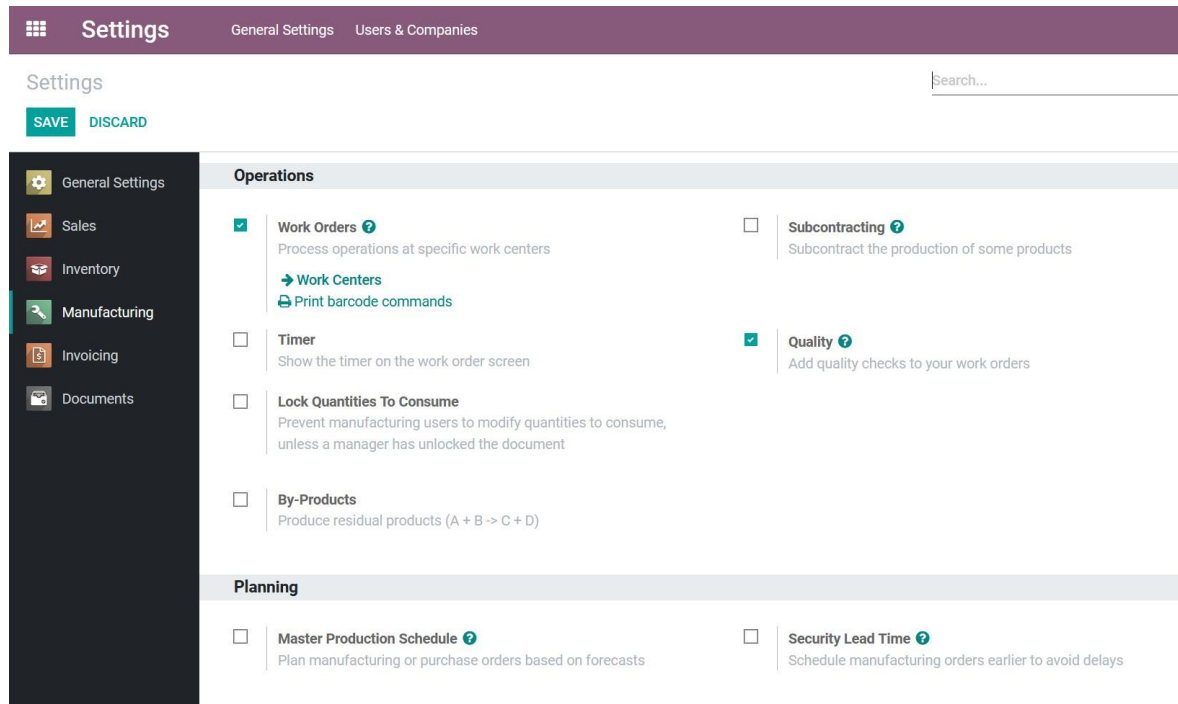 Settings
General Settings
Users & Companies
Settings
Search...
SAVE
DISCARD
General Settings
Sales
Inventory
Manufacturing
Invoicing
Documents
Operations
Work Orders
Process operations at specific work centers
Work Centers
Print barcode commands
Subcontracting
Subcontract the production of some products
Timer
Show the timer on the work order screen
Quality
Add quality checks to your work orders
Lock Quantities To Consume
Prevent manufacturing users to modify quantities to consume,
unless a manager has unlocked the document
By-Products
Produce residual products (A + B -> C + D)
Planning
Master Production Schedule
Plan manufacturing or purchase orders based on forecasts
Security Lead Time
Schedule manufacturing orders earlier to avoid delays